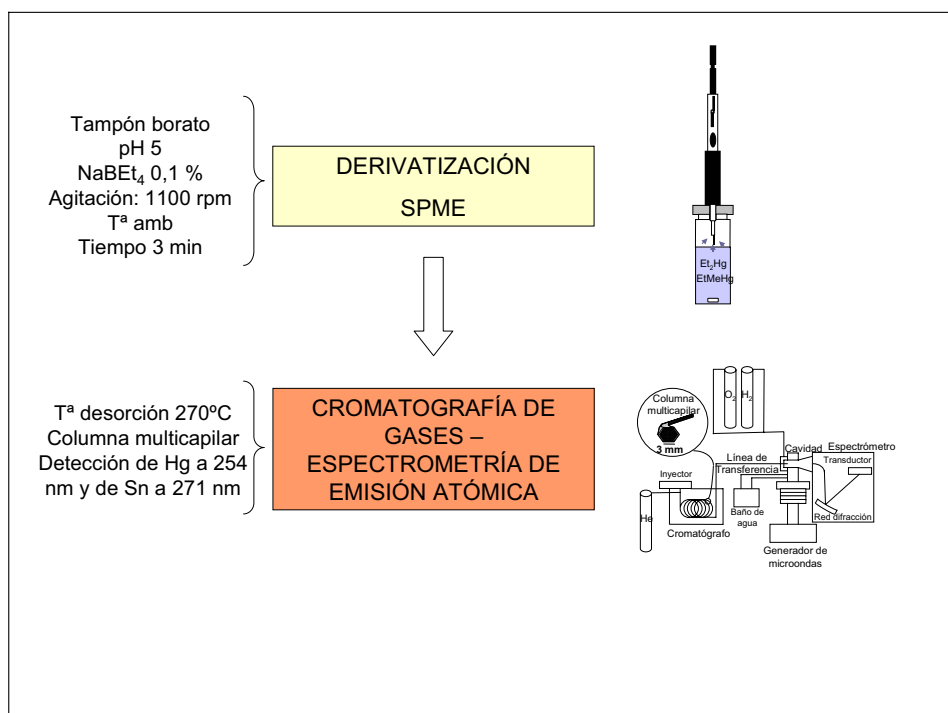 Tampón borato
pH 5
NaBEt₄ 0,1 %
Agitación: 1100 rpm
Tª amb
Tiempo 3 min
DERIVATIZACIÓN
SPME
Et₂Hg
EtMeHg
Tª desorción 270ºC
Columna multicapilar
Detección de Hg a 254
nm y de Sn a 271 nm
CROMATOGRAFÍA DE
GASES –
ESPECTROMETRÍA DE
EMISIÓN ATÓMICA
Columna
multicapilar
3 mm
O₂ H₂
Cavidad
Espectrómetro
Transductor
Línea de
Transferencia
Inyector
He
Baño de
agua
Red difracción
Cromatógrafo
Generador de
microondas